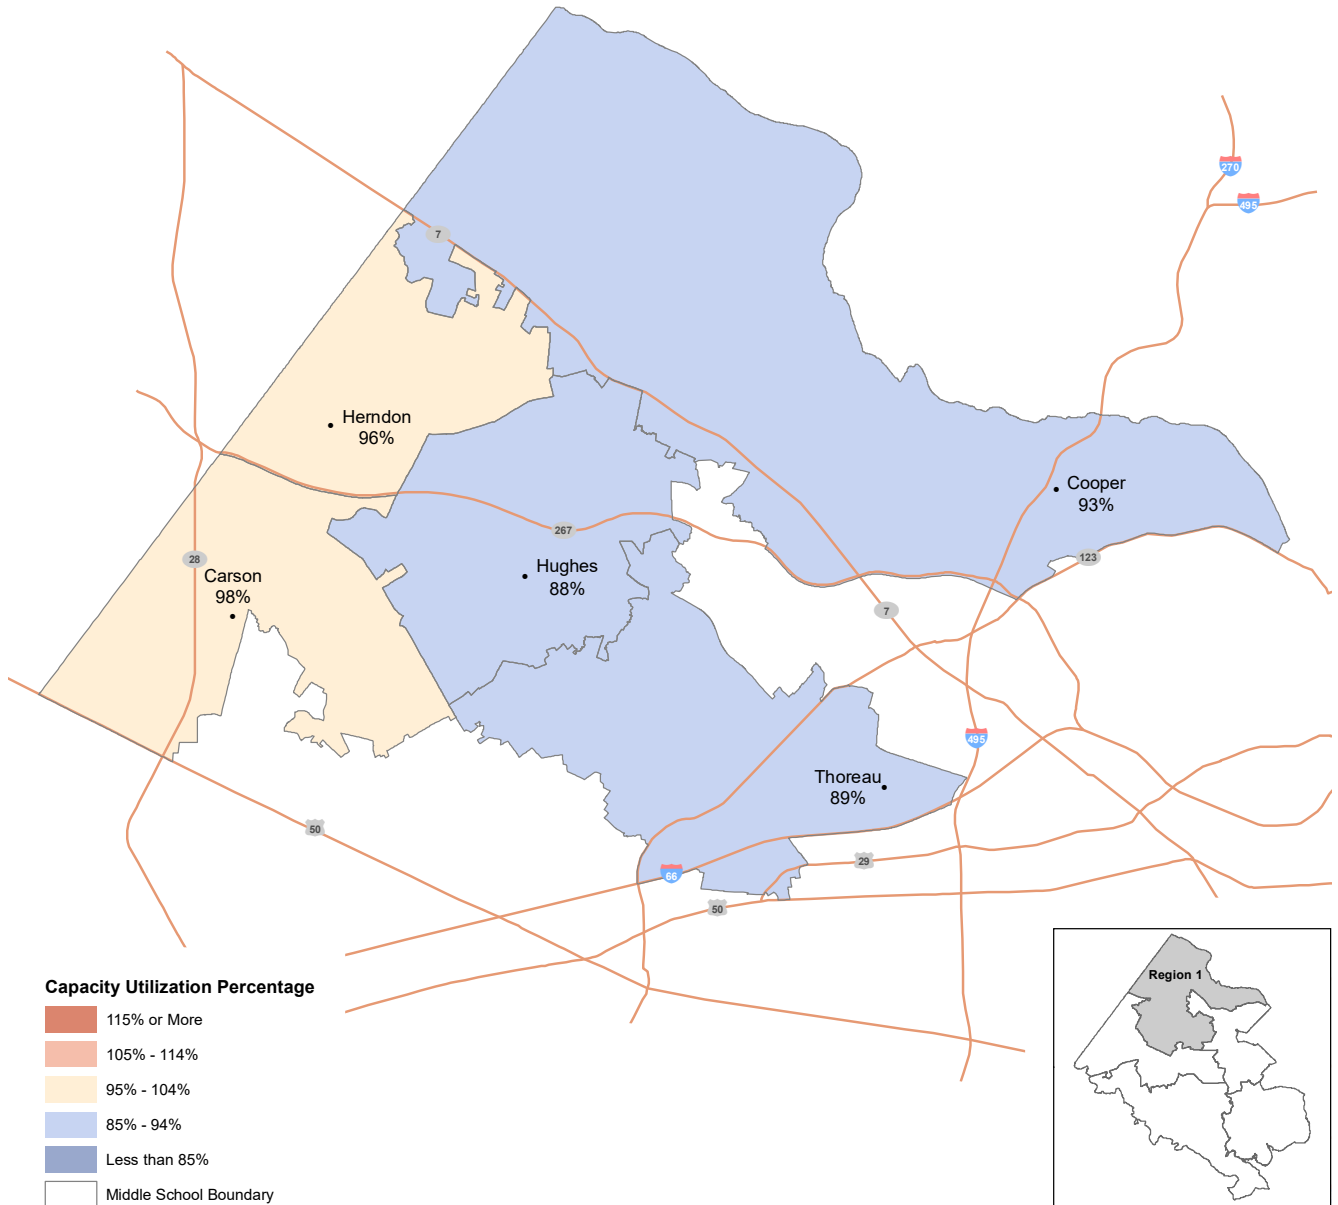 270
495
7
Herndon
96%
Cooper
93%
267
123
28
Carson
98%
Hughes
88%
7
495
Thoreau
89%
50
29
66
50
Region 1
Capacity Utilization Percentage
115% or More
105% - 114%
95% - 104%
85% - 94%
Less than 85%
Middle School Boundary